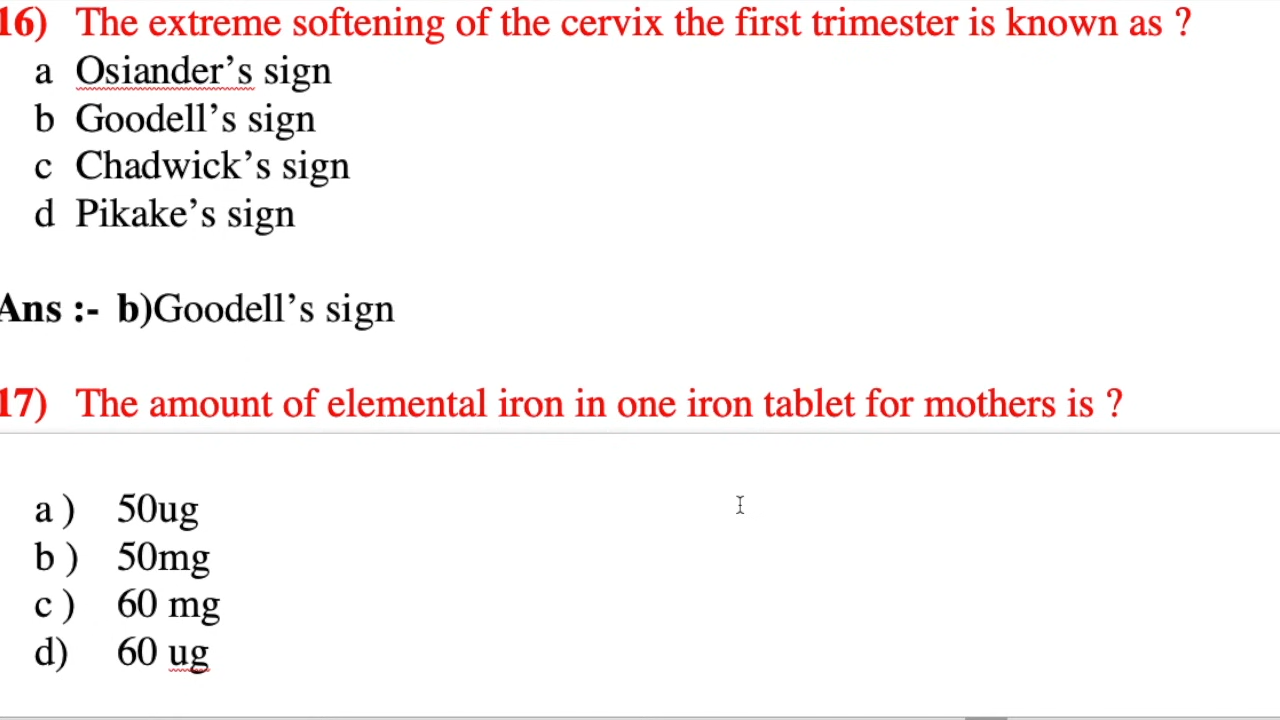 16) The extreme softening of the cervix the first trimester is known as ?
a Osiander’s sign
b Goodell’s sign
c Chadwick’s sign
d Pikake’s sign
Ans :- b)Goodell’s sign
17) The amount of elemental iron in one iron tablet for mothers is ?
a ) 50ug
b ) 50mg
c ) 60 mg
d) 60 ug